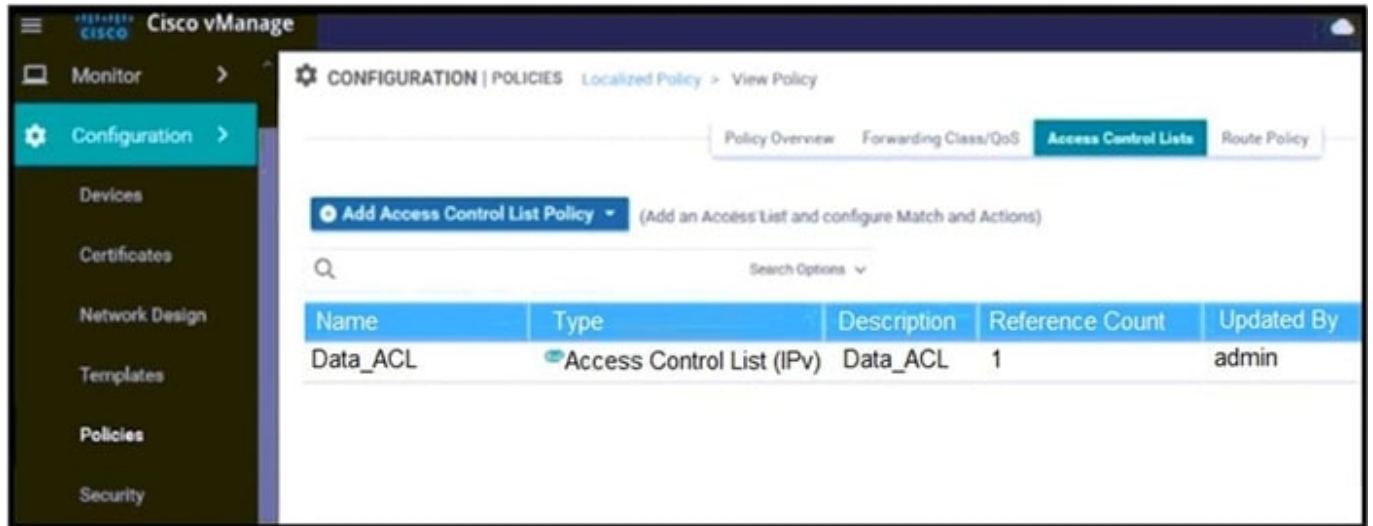 CISCO Cisco vManage
Monitor
CONFIGURATION | POLICIES Localized Policy > View Policy
Configuration
Policy Overview Forwarding Class/QoS Access Control Lists Route Policy
Devices
Add Access Control List Policy (Add an Access List and configure Match and Actions)
Certificates
Search Options
Network Design
Name Type Description Reference Count Updated By
Data_ACL Access Control List (IPv) Data_ACL 1 admin
Templates
Policies
Security